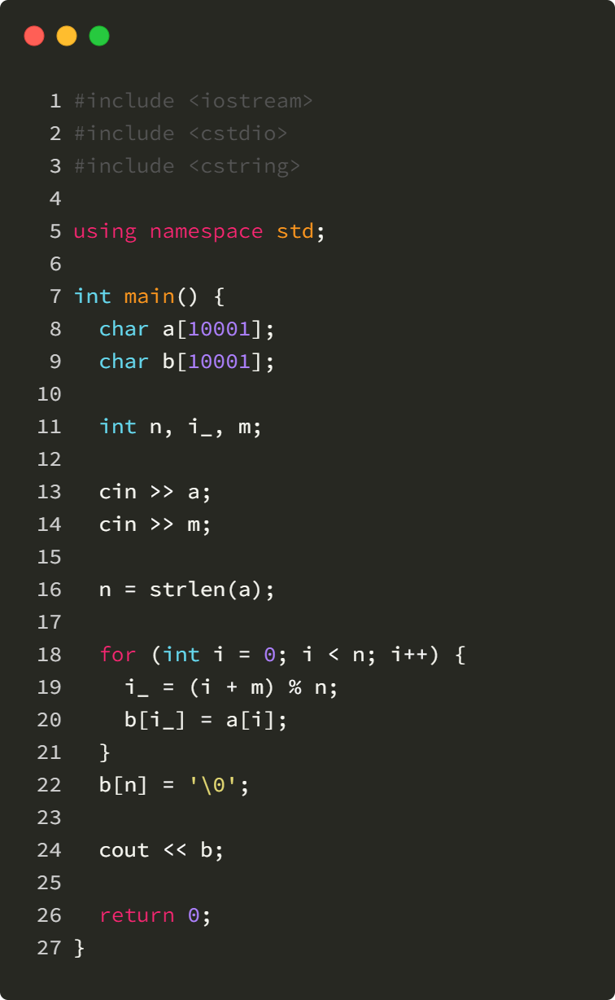 1 #include <iostream>
2 #include <cstdio>
3 #include <cstring>
4
5 using namespace std;
6
7 int main() {
8   char a[10001];
9   char b[10001];
10
11   int n, i_, m;
12
13   cin >> a;
14   cin >> m;
15
16   n = strlen(a);
17
18   for (int i = 0; i < n; i++) {
19     i_ = (i + m) % n;
20     b[i_] = a[i];
21   }
22   b[n] = '\0';
23
24   cout << b;
25
26   return 0;
27 }